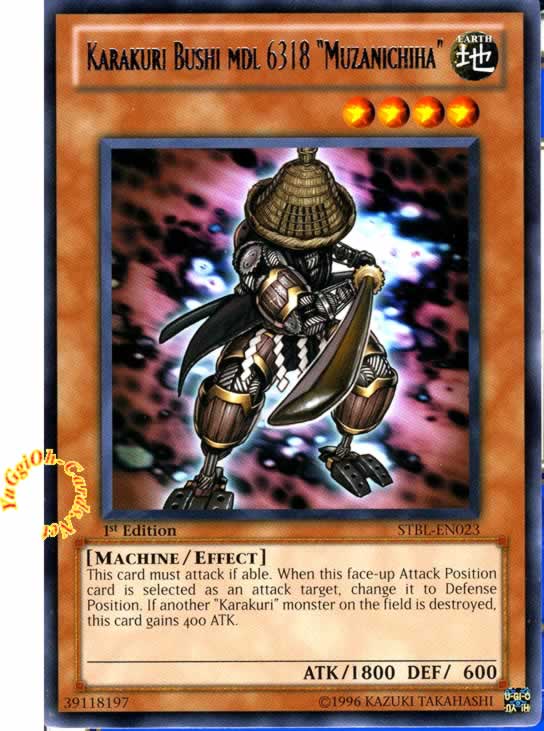 KARAKURI BUSHI MDL 6318 "MUZANICHIHA"
EARTH
地
1st Edition
STBL-EN023
[MACHINE/EFFECT]
This card must attack if able. When this face-up Attack Position
card is selected as an attack target, change it to Defense
Position. If another "Karakuri" monster on the field is destroyed,
this card gains 400 ATK.
ATK/1800 DEF/ 600
39118197
©1996 KAZUKI TAKAHASHI
YuGgiOh-Cards.Net